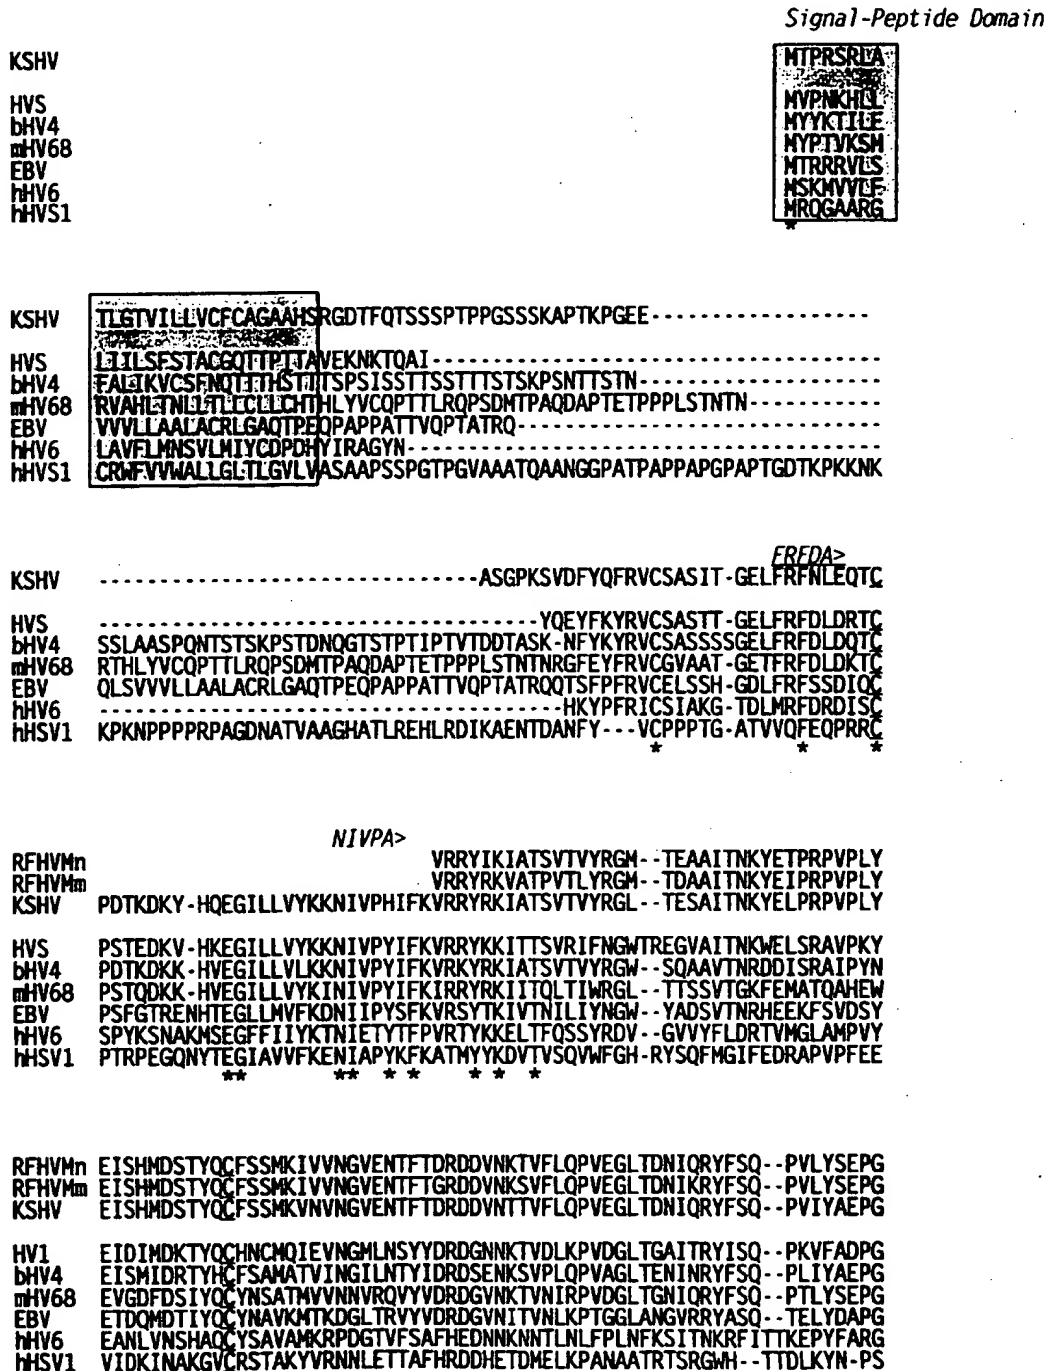 Signal-Peptide Domain
KSHV MTPRSRLA
HVS MVPNKHLL
bHV4 MYYKTILE
mHV68 MYPTVKSM
EBV MTRRRVLS
hHV6 MSKMVVLF
hHVS1 MRQGAARG
*
KSHV TLGTVILLVCFCAGAAHSRGDTFQTSSSPTPPGSSSKAPTKPGEE------------------
HVS LIILSFSTACGQTTPTTAVEKNKTQAI-------------------------------------
bHV4 FALIKVCSFNQTTTHSTTTSPSISSTTSSTTTSTSKPSNTTSTN--------------------
mHV68 RVAHLTNLLTLLCLLCHTHLYVCQPTTLRQPSDMTPAQDAPTETPPPLSTNTN-----------
EBV VVVLLAALACRLGAQTPEQPAPPATTVQPTATRQ------------------------------
hHV6 LAVFLMNSVLMIYCDPDHYIRAGYN---------------------------------------
hHVS1 CRWFVVWALLGLTLGVLVASAAPSSPGTPGVAAATQAANGGPATPAPPAPGPAPTGDTKPKKNK
FRFDA>
KSHV --------------------------------ASGPKSVDFYQFRVCSASIT-GELFRFNLEQTC
HVS -------------------------------------YQEYFKYRVCSASTT-GELFRFDLDRTC
bHV4 SSLAASPQNTSTSKPSTDNQGTSTPTIPTVTDDTASK-NFYKYRVCSASSSSGELFRFDLDQTC
mHV68 RTHLYVCQPTTLRQPSDMTPAQDAPTETPPPLSTNTNRGFEYFRVCGVAAT-GETFRFDLDKTC
EBV QLSVVVLLAALACRLGAQTPEQPAPPATTVQPTATRQQTSFPFRVCELSSH-GDLFRFSSDIQC
hHV6 ---------------------------------------HKYPFRICSIAKG-TDLMRFDRDISC
hHSV1 KPKNPPPPRPAGDNATVAAGHATLREHLRDIKAENTDANFY---VCPPPTG-ATVVQFEQPRRC
* * *
NIVPA>
RFHVMn VRRYIKIATSVTVYRGM--TEAAITNKYETPRPVPLY
RFHVMm VRRYRKVATPVTLYRGM--TDAAITNKYEIPRPVPLY
KSHV PDTKDKY-HQEGILLVYKKNIVPHIFKVRRYRKIATSVTVYRGL--TESAITNKYELPRPVPLY
HVS PSTEDKV-HKEGILLVYKKNIVPYIFKVRRYKKITTSVRIFNGWTREGVAITNKWELSRAVPKY
bHV4 PDTKDKK-HVEGILLVLKKNIVPYIFKVRKYRKIATSVTVYRGW--SQAAVTNRDDISRAIPYN
mHV68 PSTQDKK-HVEGILLVYKINIVPYIFKIRRYRKIITQLTIWRGL--TTSSVTGKFEMATQAHEW
EBV PSFGTRENHTEGLLMVFKDNIIPYSFKVRSYTKIVTNILIYNGW--YADSVTNRHEEKFSVDSY
hHV6 SPYKSNAKMSEGFFIIYKTNIETYTFPVRTYKKELTFQSSYRDV--GVVYFLDRTVMGLAMPVY
hHSV1 PTRPEGQNYTEGIAVVFKENIAPYKFKATMYYKDVTVSQVWFGH-RYSQFMGIFEDRAPVPFEE
** ** * * * * *
RFHVMn EISHMDSTYQCFSSMKIVVNGVENTFTDRDDVNKTVFLQPVEGLTDNIQRYFSQ--PVLYSEPG
RFHVMm EISHMDSTYQCFSSMKIVVNGVENTFTGRDDVNKSVFLQPVEGLTDNIKRYFSQ--PVLYSEPG
KSHV EISHMDSTYQCFSSMKVNVNGVENTFTDRDDVNTTVFLQPVEGLTDNIQRYFSQ--PVIYAEPG
HV1 EIDIMDKTYQCHNCMQIEVNGMLNSYYDRDGNNKTVDLKPVDGLTGAITRYISQ--PKVFADPG
bHV4 EISMIDRTYHCFSAMATVINGILNTYIDRDSENKSVPLQPVAGLTENINRYFSQ--PLIYAEPG
mHV68 EVGDFDSIYQCYNSATMVVNNVRQVYVDRDGVNKTVNIRPVDGLTGNIQRYFSQ--PTLYSEPG
EBV ETDQMDTIYQCYNAVKMTKDGLTRVYVDRDGVNITVNLKPTGGLANGVRRYASQ--TELYDAPG
hHV6 EANLVNSHAQCYSAVAMKRPDGTVFSAFHEDNNKNNTLNLFPLNFKSITNKRFITTKEPYFARG
hHSV1 VIDKINAKGVCRSTAKYVRNNLETTAFHRDDHETDMELKPANAATRTSRGWH--TTDLKYN-PS